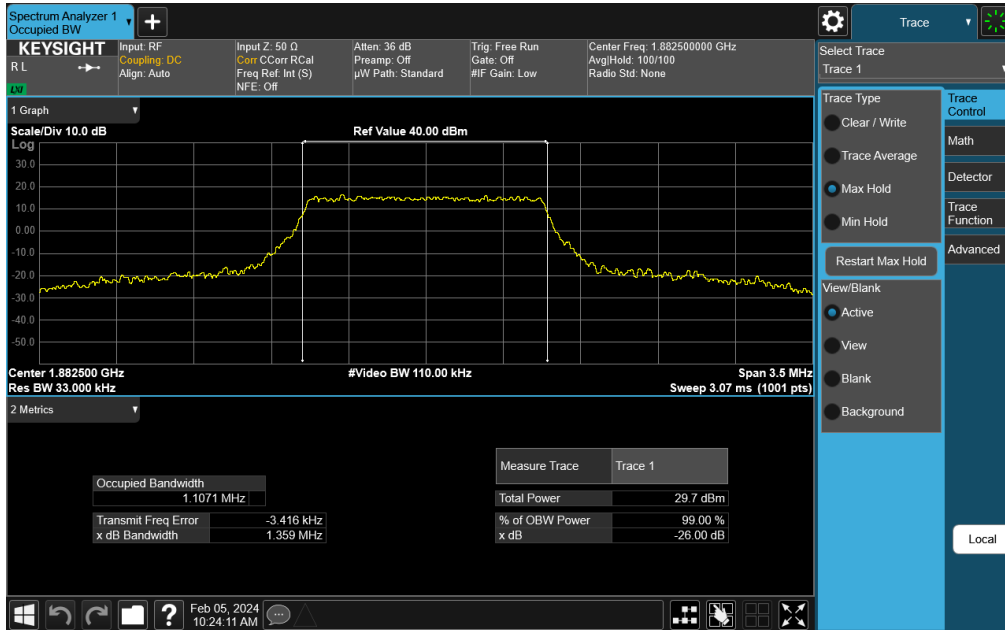 Spectrum Analyzer 1
Occupied BW
KEYSIGHT
R L
LXI
Input: RF
Coupling: DC
Align: Auto
Input Z: 50 Ω
Corr CCorr RCal
Freq Ref: Int (S)
NFE: Off
Atten: 36 dB
Preamp: Off
µW Path: Standard
Trig: Free Run
Gate: Off
#IF Gain: Low
Center Freq: 1.882500000 GHz
Avg|Hold: 100/100
Radio Std: None
1 Graph
Scale/Div 10.0 dB
Ref Value 40.00 dBm
Log
30.0
20.0
10.0
0.00
-10.0
-20.0
-30.0
-40.0
-50.0
Center 1.882500 GHz
#Video BW 110.00 kHz
Span 3.5 MHz
Res BW 33.000 kHz
Sweep 3.07 ms (1001 pts)
2 Metrics
Occupied Bandwidth
1.1071 MHz
Transmit Freq Error -3.416 kHz
x dB Bandwidth 1.359 MHz
Measure Trace Trace 1
Total Power 29.7 dBm
% of OBW Power 99.00 %
x dB -26.00 dB
Feb 05, 2024
10:24:11 AM
Trace
Select Trace
Trace 1
Trace Type
Clear / Write
Trace Average
Max Hold
Min Hold
Restart Max Hold
View/Blank
Active
View
Blank
Background
Trace
Control
Math
Detector
Trace
Function
Advanced
Local